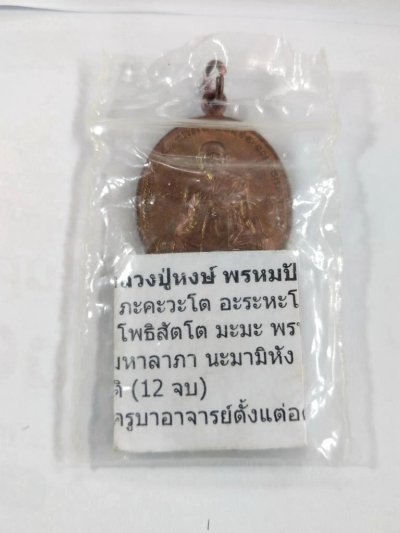 หลวงปู่หงษ์ พรหมปั
ภะคะวะโต อะระหะโ
โพธิสัตโต มะมะ พร
มหาลาภา นะมามิหัง
ติ (12 จบ)
ครูบาอาจารย์ตั้งแต่อ